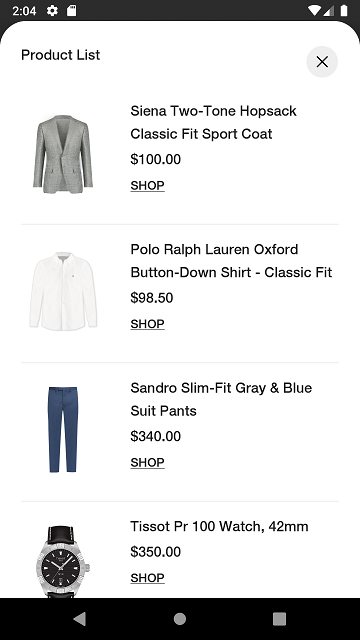 2:04
Product List
Siena Two-Tone Hopsack
Classic Fit Sport Coat
$100.00
SHOP
Polo Ralph Lauren Oxford
Button-Down Shirt - Classic Fit
$98.50
SHOP
Sandro Slim-Fit Gray & Blue
Suit Pants
$340.00
SHOP
Tissot Pr 100 Watch, 42mm
$350.00
SHOP